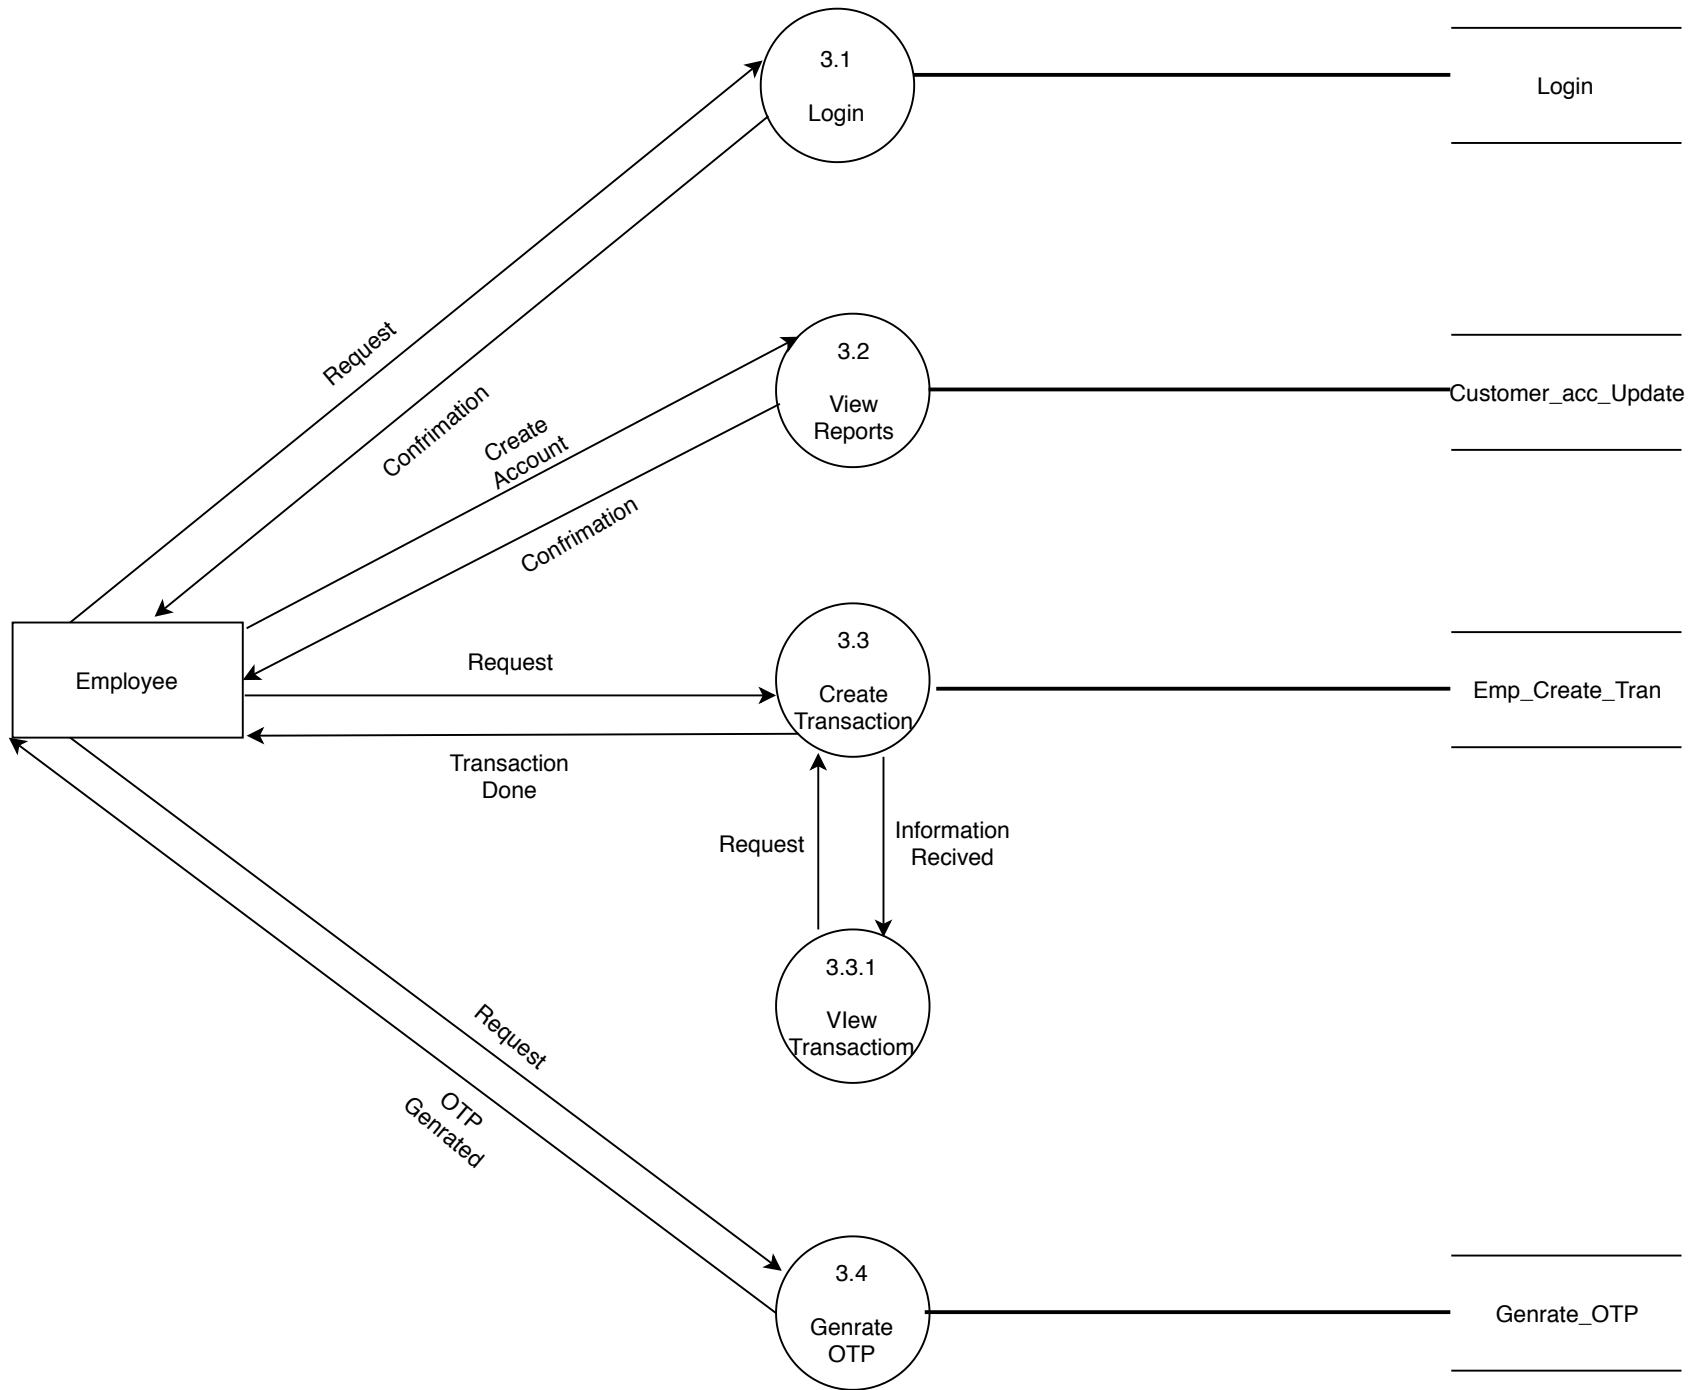 3.1
Login
Login
Request
Confrimation
3.2
View
Reports
Customer_acc_Update
Create
Account
Confrimation
Employee
Request
3.3
Create
Transaction
Emp_Create_Tran
Transaction
Done
Request
Information
Recived
3.3.1
VIew
Transactiom
Request
OTP
Genrated
3.4
Genrate
OTP
Genrate_OTP